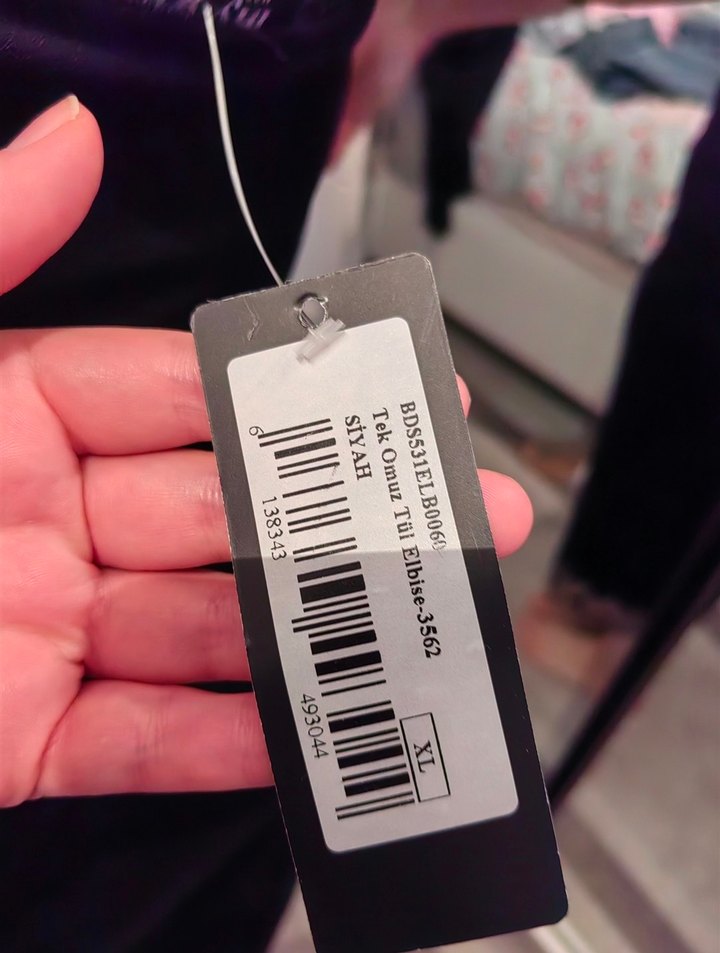 BDS531ELB0060
Tek Omuz Tül Elbise-3562
SİYAH
XL
6 138343 493044